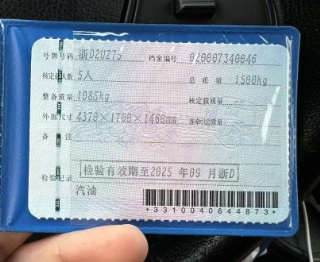 号牌号码 浙DZU275 档案编号 020007340046
核定载人数 5人 总质量 1500kg
整备质量 1085kg 核定载质量 --
外廓尺寸 4370×1700×1460mm 准牵引总质量 --
备注
检验记录 检验有效期至2025年09月浙D
汽油
*3310040644873*